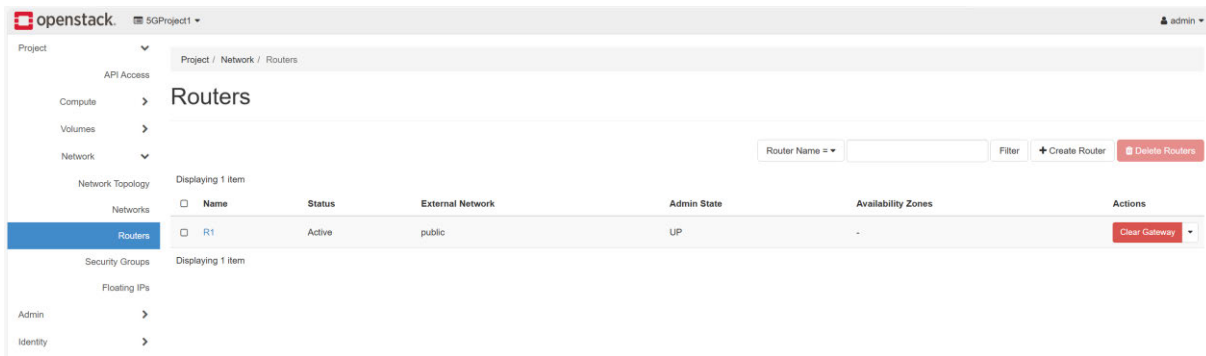 openstack. 5GProject1 admin
Project
API Access
Compute
Volumes
Network
Network Topology
Networks
Routers
Security Groups
Floating IPs
Admin
Identity
Project / Network / Routers
Routers
Router Name = Filter +Create Router Delete Routers
Displaying 1 item
Name Status External Network Admin State Availability Zones Actions
R1 Active public UP - Clear Gateway
Displaying 1 item